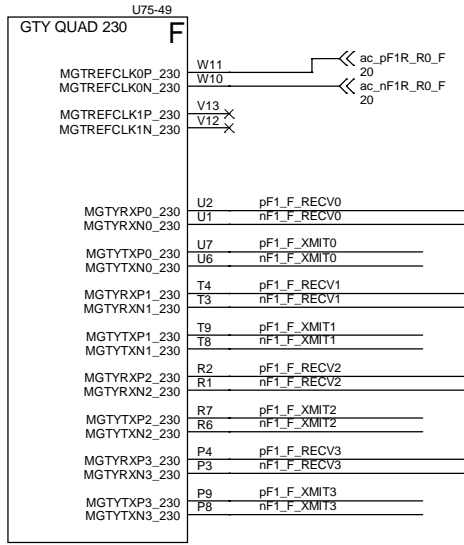 U75-49
GTY QUAD 230 F
MGTREFCLK0P_230 W11 ac_pF1R_R0_F
20
MGTREFCLK0N_230 W10 ac_nF1R_R0_F
20
MGTREFCLK1P_230 V13
MGTREFCLK1N_230 V12
MGTYRXP0_230 U2 pF1_F_RECV0
MGTYRXN0_230 U1 nF1_F_RECV0
MGTYTXP0_230 U7 pF1_F_XMIT0
MGTYTXN0_230 U6 nF1_F_XMIT0
MGTYRXP1_230 T4 pF1_F_RECV1
MGTYRXN1_230 T3 nF1_F_RECV1
MGTYTXP1_230 T9 pF1_F_XMIT1
MGTYTXN1_230 T8 nF1_F_XMIT1
MGTYRXP2_230 R2 pF1_F_RECV2
MGTYRXN2_230 R1 nF1_F_RECV2
MGTYTXP2_230 R7 pF1_F_XMIT2
MGTYTXN2_230 R6 nF1_F_XMIT2
MGTYRXP3_230 P4 pF1_F_RECV3
MGTYRXN3_230 P3 nF1_F_RECV3
MGTYTXP3_230 P9 pF1_F_XMIT3
MGTYTXN3_230 P8 nF1_F_XMIT3